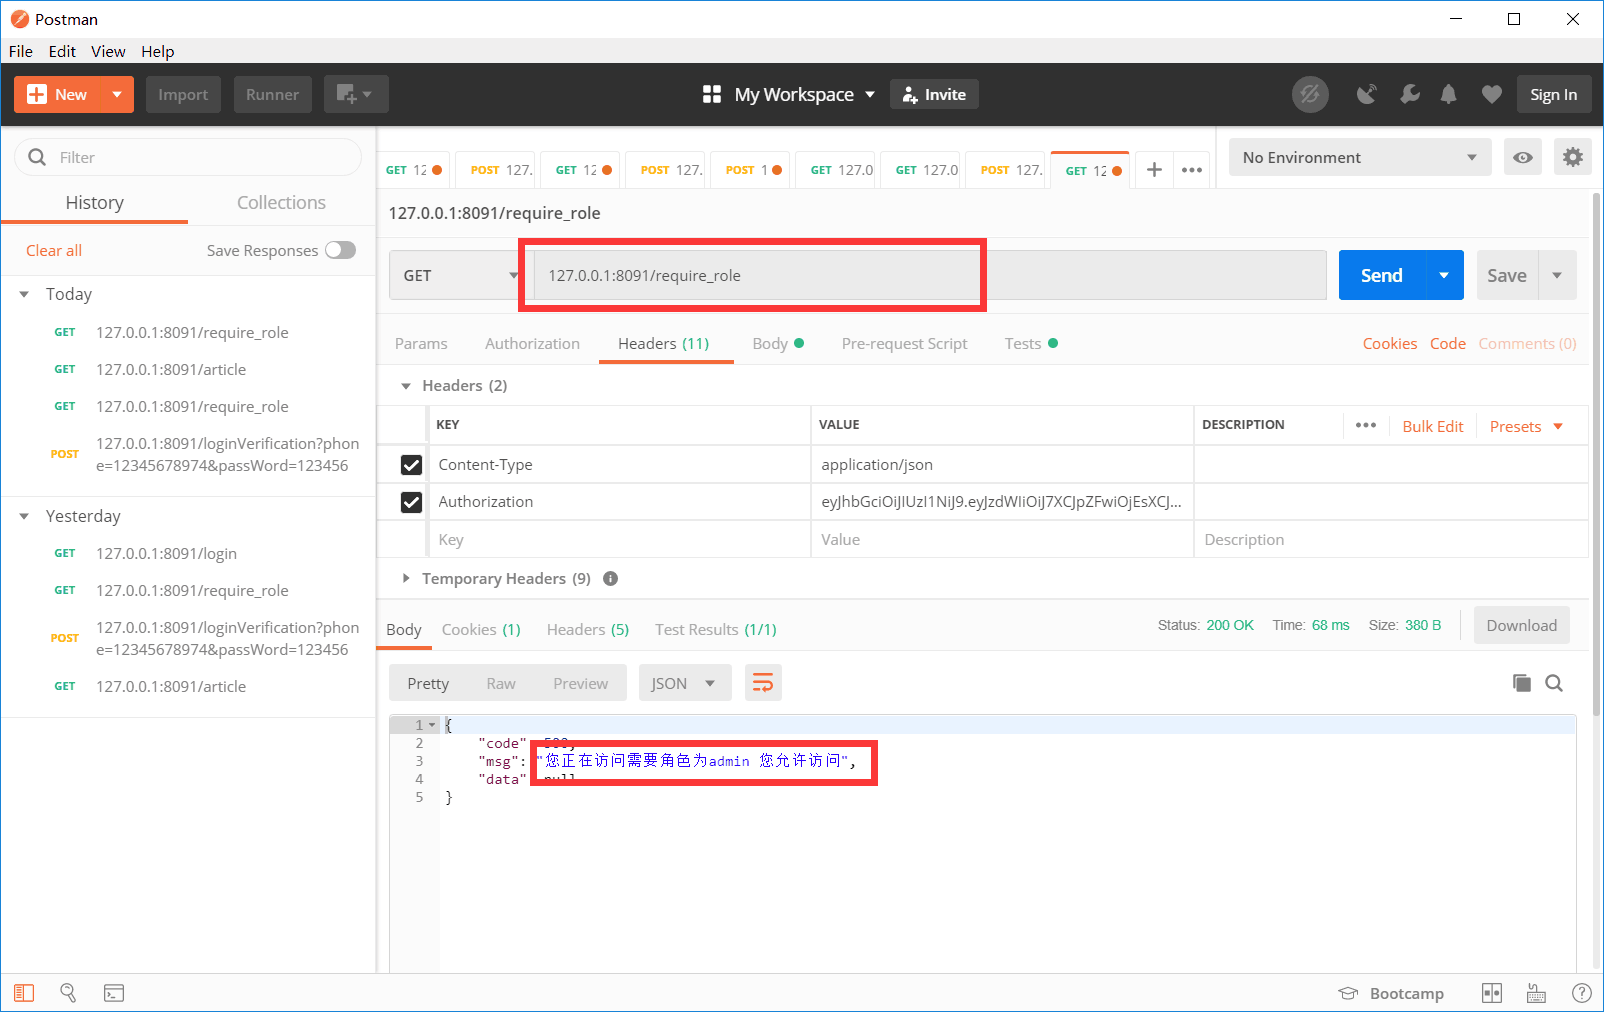 Postman
File Edit View Help
New Import Runner My Workspace Invite Sign In
Filter
History Collections
Clear all Save Responses
Today
GET 127.0.0.1:8091/require_role
GET 127.0.0.1:8091/article
GET 127.0.0.1:8091/require_role
POST 127.0.0.1:8091/loginVerification?phon
e=12345678974&passWord=123456
Yesterday
GET 127.0.0.1:8091/login
GET 127.0.0.1:8091/require_role
POST 127.0.0.1:8091/loginVerification?phon
e=12345678974&passWord=123456
GET 127.0.0.1:8091/article
GET 12 POST 127. GET 12 POST 127. POST 1 GET 127.0 GET 127.0 POST 127. GET 12
No Environment
127.0.0.1:8091/require_role
GET 127.0.0.1:8091/require_role Send Save
Params Authorization Headers (11) Body Pre-request Script Tests Cookies Code Comments (0)
Headers (2)
KEY VALUE DESCRIPTION Bulk Edit Presets
Content-Type application/json
Authorization eyJhbGciOiJIUzI1NiJ9.eyJzdWIiOiJ7XCJpZFwiOjEsXCJ...
Key Value Description
Temporary Headers (9)
Body Cookies (1) Headers (5) Test Results (1/1) Status: 200 OK Time: 68 ms Size: 380 B Download
Pretty Raw Preview JSON
1 {
2 "code"
3 "msg": "您正在访问需要角色为admin 您允许访问",
4 "data" null
5 }
Bootcamp